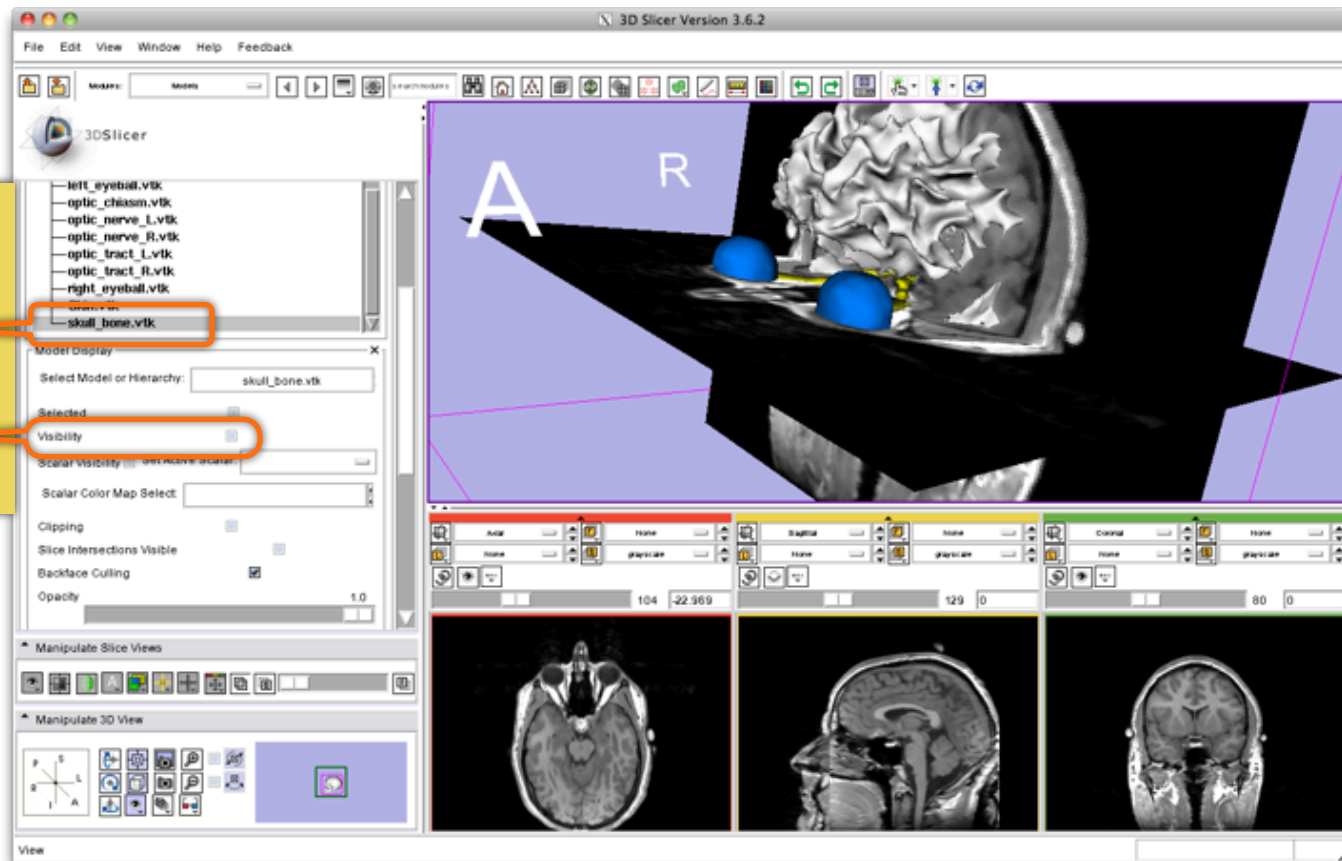 3D Slicer Version 3.6.2
File Edit View Window Help Feedback
Modules: Models
3DSlicer
left_eyeball.vtk
optic_chiasm.vtk
optic_nerve_L.vtk
optic_nerve_R.vtk
optic_tract_L.vtk
optic_tract_R.vtk
right_eyeball.vtk
Skin.vtk
skull_bone.vtk
Model Display
Select Model or Hierarchy: skull_bone.vtk
Selected
Visibility
Scalar Visibility Set Active Scalar:
Scalar Color Map Select:
Clipping
Slice Intersections Visible
Backface Culling
Opacity 1.0
A R
Axial None
None grayscale
104 -22.969
Sagittal None
None grayscale
129 0
Coronal None
None grayscale
80 0
Manipulate Slice Views
Manipulate 3D View
P S
L
R
I A
View